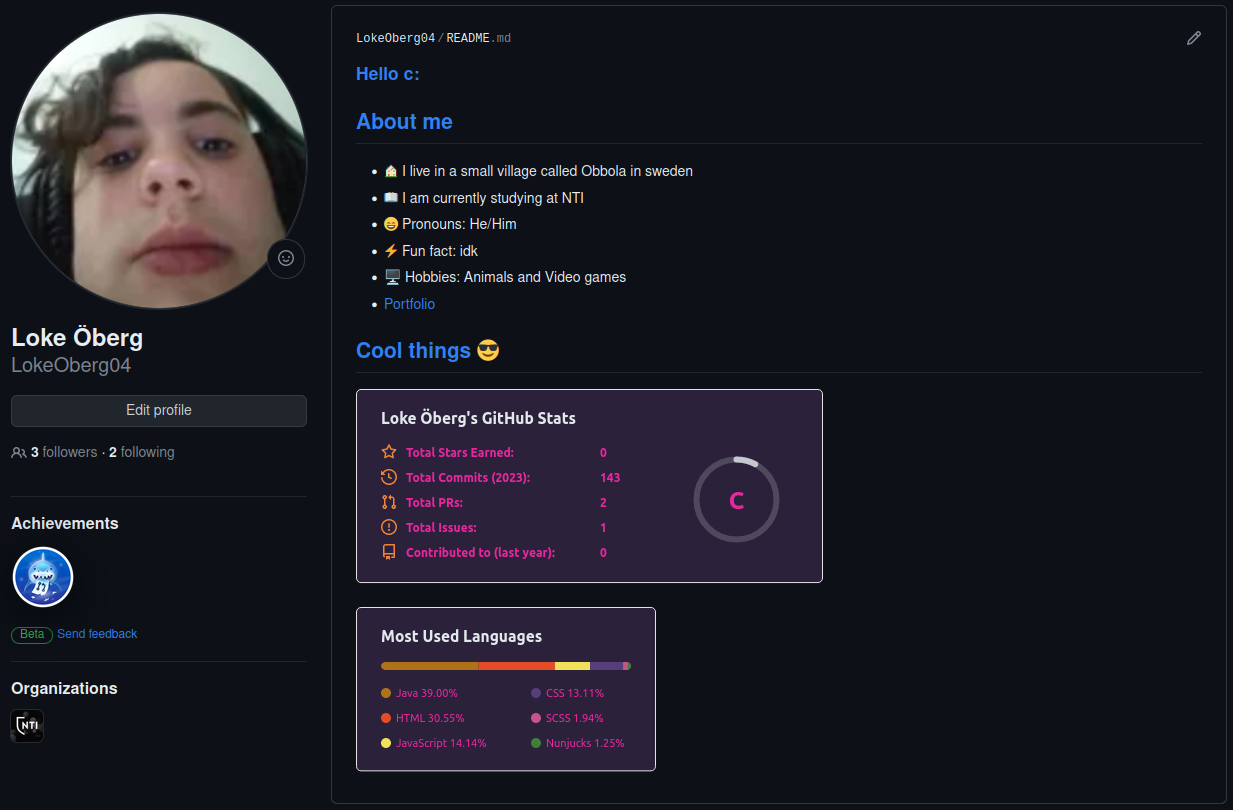 Loke Öberg
LokeOberg04
Edit profile
3 followers · 2 following
Achievements
Beta Send feedback
Organizations
NTI
LokeOberg04/README.md
Hello c:
About me
I live in a small village called Obbola in sweden
I am currently studying at NTI
Pronouns: He/Him
Fun fact: idk
Hobbies: Animals and Video games
Portfolio
Cool things 😎
Loke Öberg's GitHub Stats
Total Stars Earned: 0
Total Commits (2023): 143
Total PRs: 2
Total Issues: 1
Contributed to (last year): 0
C
Most Used Languages
Java 39.00%
HTML 30.55%
JavaScript 14.14%
CSS 13.11%
SCSS 1.94%
Nunjucks 1.25%